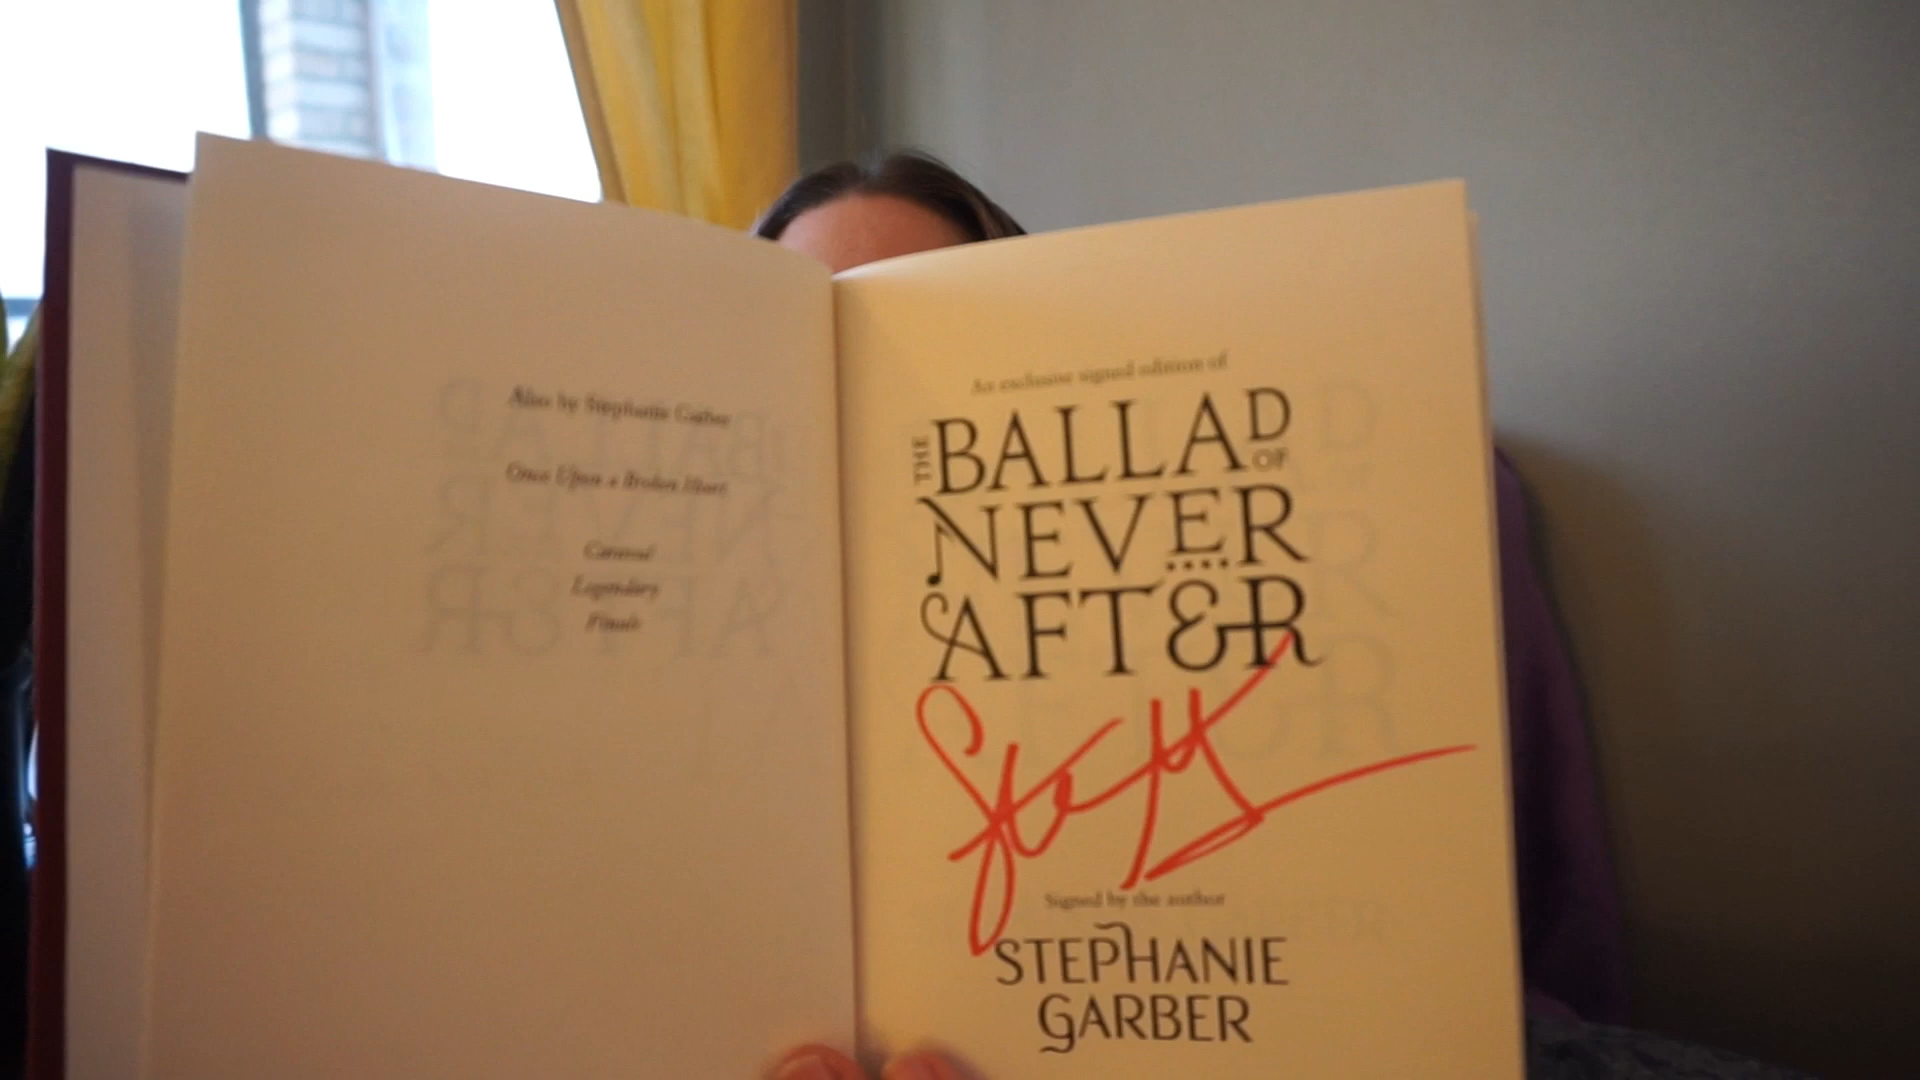 Also by Stephanie Garber
Once Upon a Broken Heart
Caraval
Legendary
Finale
An exclusive signed edition of
THE BALLAD OF
NEVER
AFTER
Signed by the author
STEPHANIE
GARBER